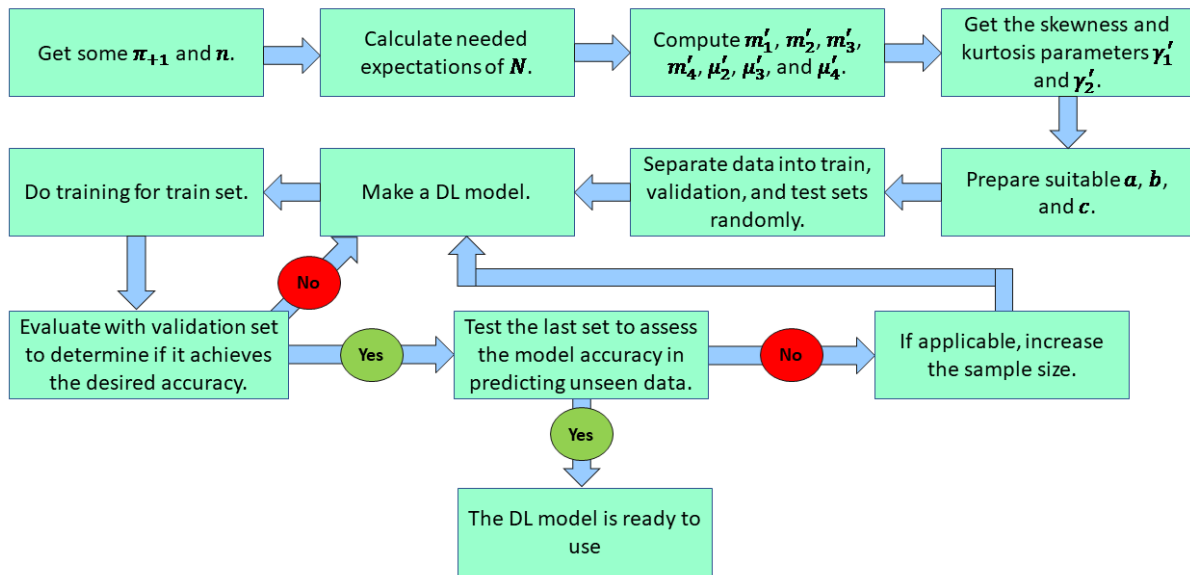 Get some π₊₁ and n.
Calculate needed
expectations of N.
Compute m′₁, m′₂, m′₃,
m′₄, μ′₂, μ′₃, and μ′₄.
Get the skewness and
kurtosis parameters γ′₁
and γ′₂.
Do training for train set.
Make a DL model.
Separate data into train,
validation, and test sets
randomly.
Prepare suitable a, b,
and c.
No
Evaluate with validation set
to determine if it achieves
the desired accuracy.
Yes
Test the last set to assess
the model accuracy in
predicting unseen data.
No
If applicable, increase
the sample size.
Yes
The DL model is ready to
use